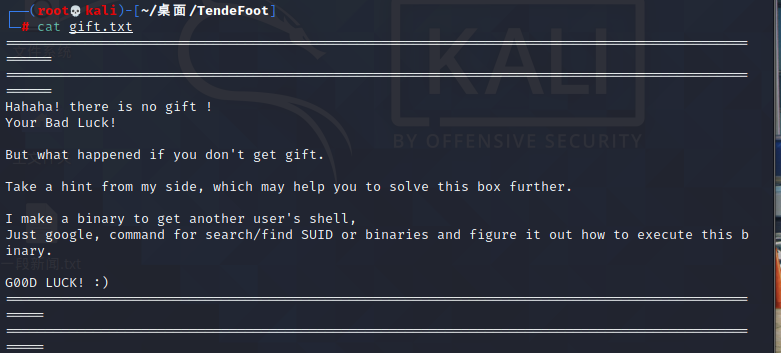 ┌──(root💀kali)-[~/桌面/TendeFoot]
└─# cat gift.txt
KALI
BY OFFENSIVE SECURITY
Hahaha! there is no gift !
Your Bad Luck!
But what happened if you don't get gift.
Take a hint from my side, which may help you to solve this box further.
I make a binary to get another user's shell,
Just google, command for search/find SUID or binaries and figure it out how to execute this b
inary.
G00D LUCK! :)